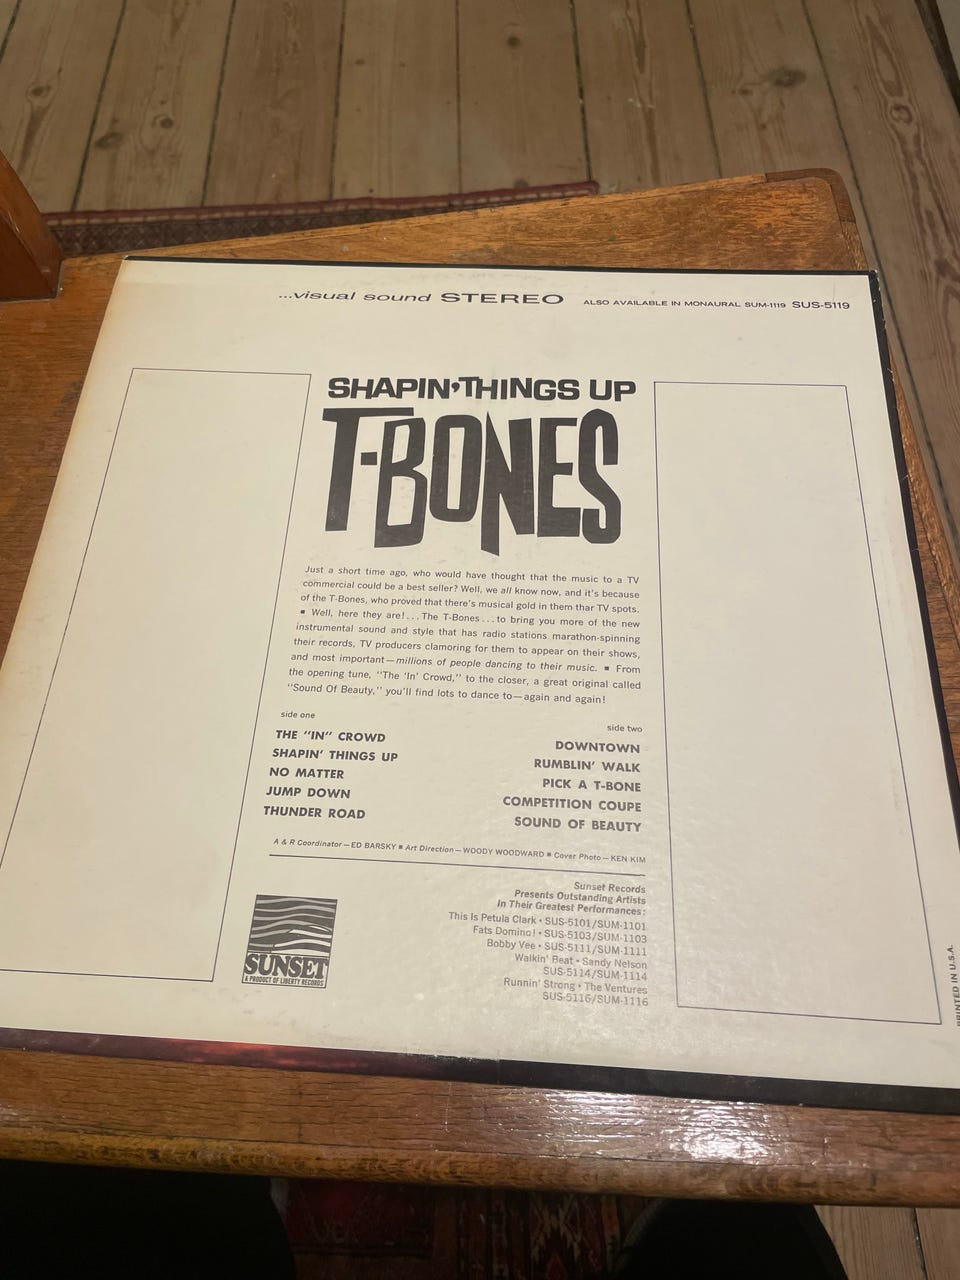 ...visual sound STEREO ALSO AVAILABLE IN MONAURAL SUM-1119 SUS-5119
SHAPIN' THINGS UP
T-BONES
Just a short time ago, who would have thought that the music to a TV
commercial could be a best seller? Well, we all know now, and it's because
of the T-Bones, who proved that there's musical gold in them thar TV spots.
▪ Well, here they are!...The T-Bones...to bring you more of the new
instrumental sound and style that has radio stations marathon-spinning
their records, TV producers clamoring for them to appear on their shows,
and most important—millions of people dancing to their music. ▪ From
the opening tune, "The 'In' Crowd," to the closer, a great original called
"Sound Of Beauty," you'll find lots to dance to—again and again!
side one
THE "IN" CROWD
SHAPIN' THINGS UP
NO MATTER
JUMP DOWN
THUNDER ROAD
side two
DOWNTOWN
RUMBLIN' WALK
PICK A T-BONE
COMPETITION COUPE
SOUND OF BEAUTY
A & R Coordinator—ED BARSKY ▪ Art Direction—WOODY WOODWARD ▪ Cover Photo—KEN KIM
SUNSET
A PRODUCT OF LIBERTY RECORDS
Sunset Records
Presents Outstanding Artists
In Their Greatest Performances:
This Is Petula Clark • SUS-5101/SUM-1101
Fats Domino! • SUS-5103/SUM-1103
Bobby Vee • SUS-5111/SUM-1111
Walkin' Beat • Sandy Nelson
SUS-5114/SUM-1114
Runnin' Strong • The Ventures
SUS-5116/SUM-1116
PRINTED IN U.S.A.